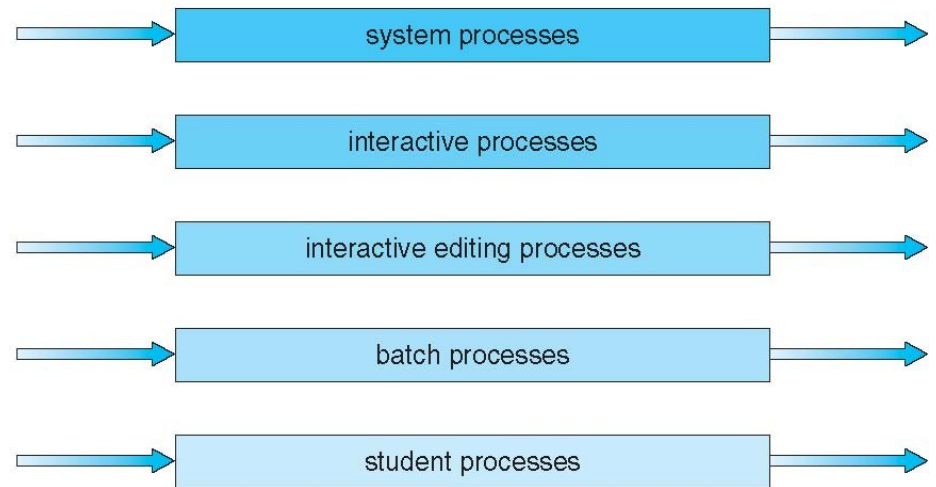 system processes
interactive processes
interactive editing processes
batch processes
student processes